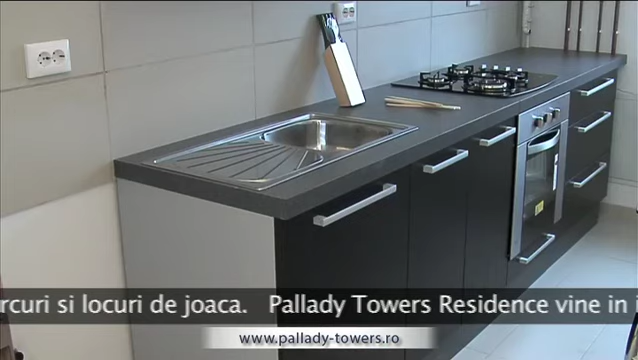 rcuri si locuri de joaca. Pallady Towers Residence vine in
www.pallady-towers.ro